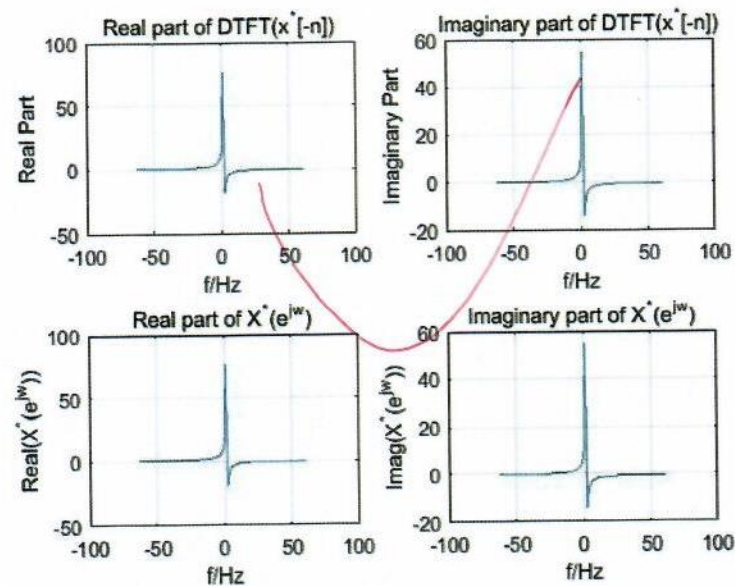 Real part of DTFT(x*[-n])
100
50
0
-50
Real Part
-100 -50 0 50 100
f/Hz
Imaginary part of DTFT(x*[-n])
60
40
20
0
-20
Imaginary Part
-100 -50 0 50 100
f/Hz
Real part of X*(e^jw)
100
50
0
-50
Real(X*(e^jw))
-100 -50 0 50 100
f/Hz
Imaginary part of X*(e^jw)
60
40
20
0
-20
Imag(X*(e^jw))
-100 -50 0 50 100
f/Hz